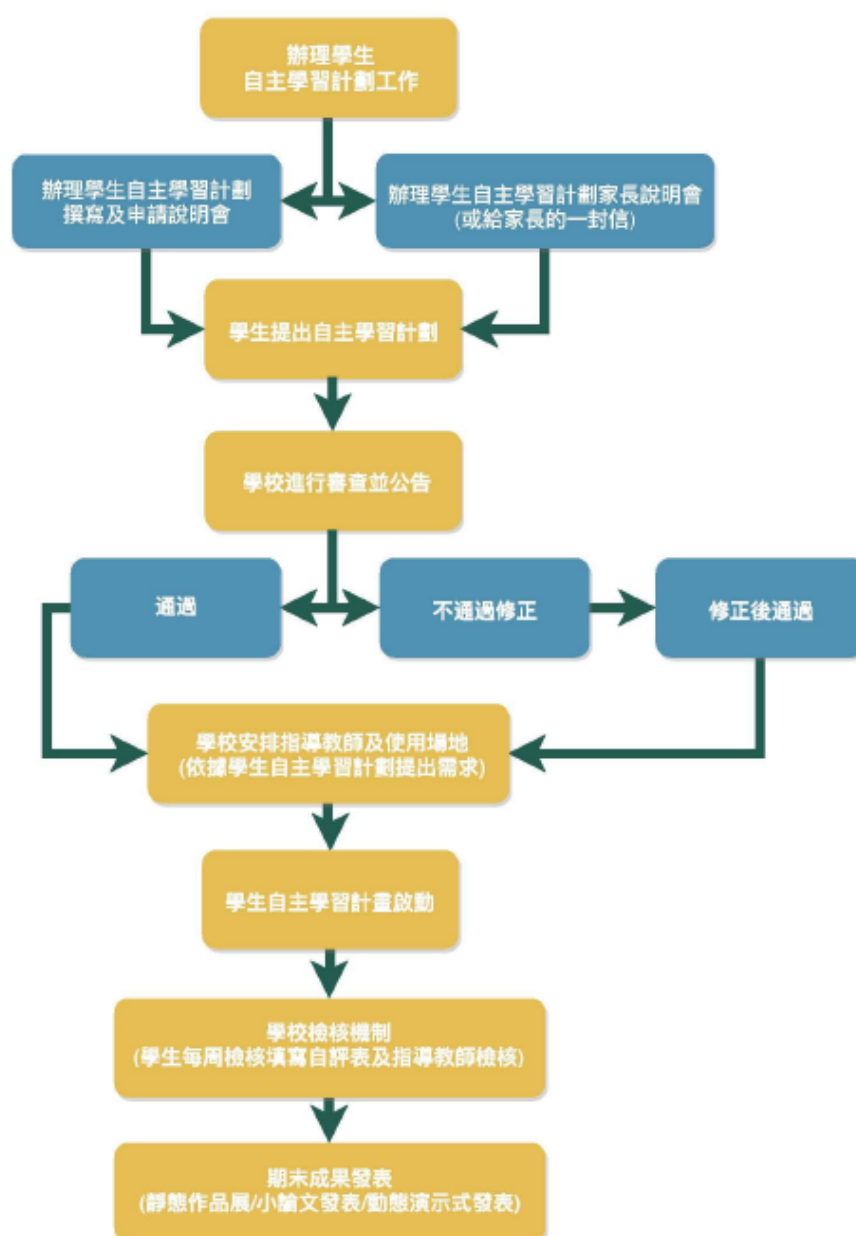 辦理學生
自主學習計劃工作
辦理學生自主學習計劃
撰寫及申請說明會
辦理學生自主學習計劃家長說明會
(或給家長的一封信)
學生提出自主學習計劃
學校進行審查並公告
通過
不通過修正
修正後通過
學校安排指導教師及使用場地
(依據學生自主學習計劃提出需求)
學生自主學習計畫啟動
學校檢核機制
(學生每周檢核填寫自評表及指導教師檢核)
期末成果發表
(靜態作品展/小論文發表/動態演示式發表)